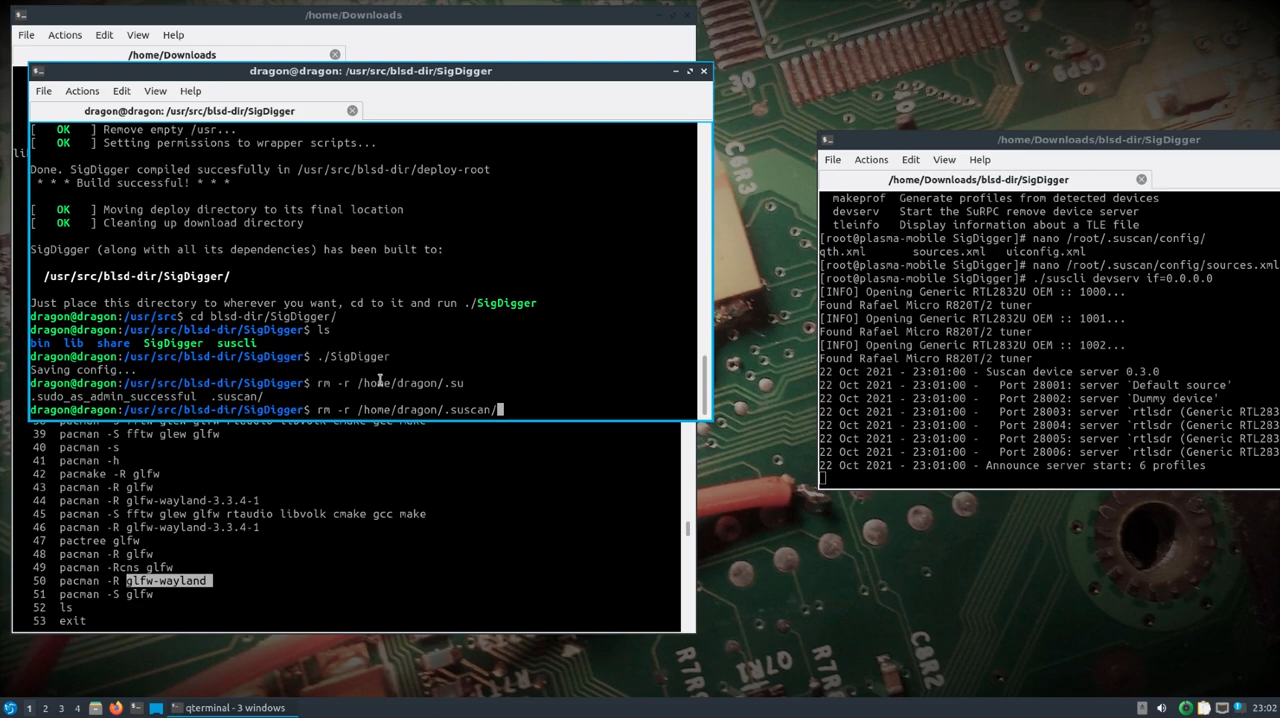 /home/Downloads
File Actions Edit View Help
/home/Downloads
dragon@dragon: /usr/src/blsd-dir/SigDigger
File Actions Edit View Help
dragon@dragon: /usr/src/blsd-dir/SigDigger
[ OK ] Remove empty /usr...
[ OK ] Setting permissions to wrapper scripts...
Done. SigDigger compiled succesfully in /usr/src/blsd-dir/deploy-root
* * * Build successful! * * *
[ OK ] Moving deploy directory to its final location
[ OK ] Cleaning up download directory
SigDigger (along with all its dependencies) has been built to:
/usr/src/blsd-dir/SigDigger/
Just place this directory to wherever you want, cd to it and run ./SigDigger
dragon@dragon:/usr/src$ cd blsd-dir/SigDigger/
dragon@dragon:/usr/src/blsd-dir/SigDigger$ ls
bin lib share SigDigger suscli
dragon@dragon:/usr/src/blsd-dir/SigDigger$ ./SigDigger
Saving config...
dragon@dragon:/usr/src/blsd-dir/SigDigger$ rm -r /home/dragon/.su
.sudo_as_admin_successful .suscan/
dragon@dragon:/usr/src/blsd-dir/SigDigger$ rm -r /home/dragon/.suscan/
39 pacman -S fftw glew glfw
40 pacman -s
41 pacman -h
42 pacmake -R glfw
43 pacman -R glfw
44 pacman -R glfw-wayland-3.3.4-1
45 pacman -S fftw glew glfw rtaudio libvolk cmake gcc make
46 pacman -R glfw-wayland-3.3.4-1
47 pactree glfw
48 pacman -R glfw
49 pacman -Rcns glfw
50 pacman -R glfw-wayland
51 pacman -S glfw
52 ls
53 exit
/home/Downloads/blsd-dir/SigDigger
File Actions Edit View Help
/home/Downloads/blsd-dir/SigDigger
makeprof Generate profiles from detected devices
devserv Start the SuRPC remove device server
tleinfo Display information about a TLE file
[root@plasma-mobile SigDigger]# nano /root/.suscan/config/
qth.xml sources.xml uiconfig.xml
[root@plasma-mobile SigDigger]# nano /root/.suscan/config/sources.xml
[root@plasma-mobile SigDigger]# ./suscli devserv if=0.0.0.0
[INFO] Opening Generic RTL2832U OEM :: 1000...
Found Rafael Micro R820T/2 tuner
[INFO] Opening Generic RTL2832U OEM :: 1001...
Found Rafael Micro R820T/2 tuner
[INFO] Opening Generic RTL2832U OEM :: 1002...
Found Rafael Micro R820T/2 tuner
22 Oct 2021 - 23:01:00 - Suscan device server 0.3.0
22 Oct 2021 - 23:01:00 - Port 28001: server `Default source'
22 Oct 2021 - 23:01:00 - Port 28002: server `Dummy device'
22 Oct 2021 - 23:01:00 - Port 28004: server `rtlsdr (Generic RTL283
22 Oct 2021 - 23:01:00 - Port 28005: server `rtlsdr (Generic RTL283
22 Oct 2021 - 23:01:00 - Port 28006: server `rtlsdr (Generic RTL283
22 Oct 2021 - 23:01:00 - Announce server start: 6 profiles
C6R3
30
R7R5
Q7R1
C6R2
1 2 3 4 qterminal - 3 windows 23:02